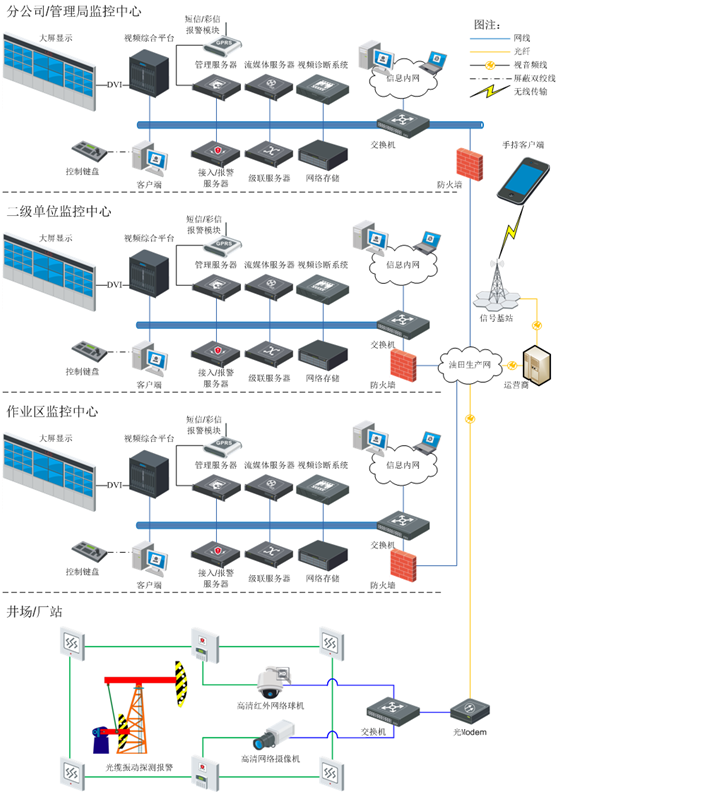 分公司/管理局监控中心
图注:
网线
光纤
视音频线
屏蔽双绞线
无线传输
短信/彩信
报警模块
大屏显示
视频综合平台
GPRS
管理服务器
流媒体服务器
视频诊断系统
信息内网
DVI
交换机
控制键盘
客户端
接入/报警
服务器
级联服务器
网络存储
防火墙
手持客户端
二级单位监控中心
短信/彩信
报警模块
大屏显示
视频综合平台
GPRS
管理服务器
流媒体服务器
视频诊断系统
信息内网
DVI
交换机
控制键盘
客户端
接入/报警
服务器
级联服务器
网络存储
防火墙
信号基站
油田生产网
运营商
作业区监控中心
短信/彩信
报警模块
大屏显示
视频综合平台
GPRS
管理服务器
流媒体服务器
视频诊断系统
信息内网
DVI
交换机
控制键盘
客户端
接入/报警
服务器
级联服务器
网络存储
防火墙
井场/厂站
高清红外网络球机
交换机
光Modem
高清网络摄像机
光缆振动探测报警